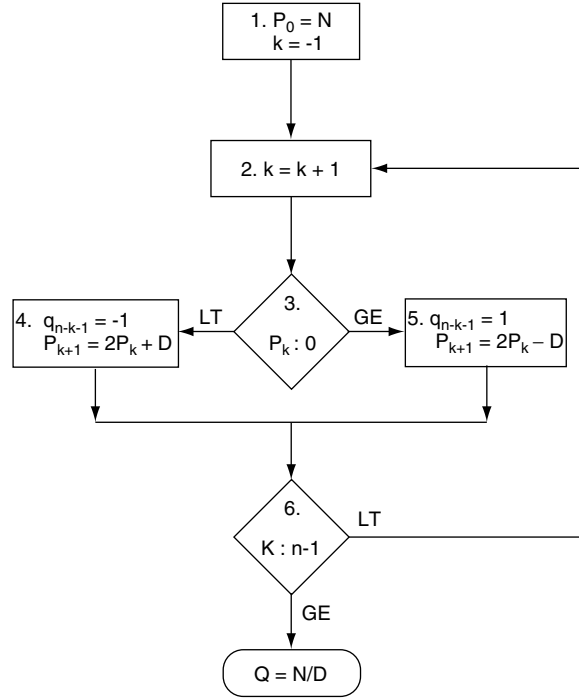 1. P₀ = N
k = -1
2. k = k + 1
3.
Pₖ : 0
LT
GE
4. qₙ₋ₖ₋₁ = -1
Pₖ₊₁ = 2Pₖ + D
5. qₙ₋ₖ₋₁ = 1
Pₖ₊₁ = 2Pₖ – D
6.
K : n-1
LT
GE
Q = N/D